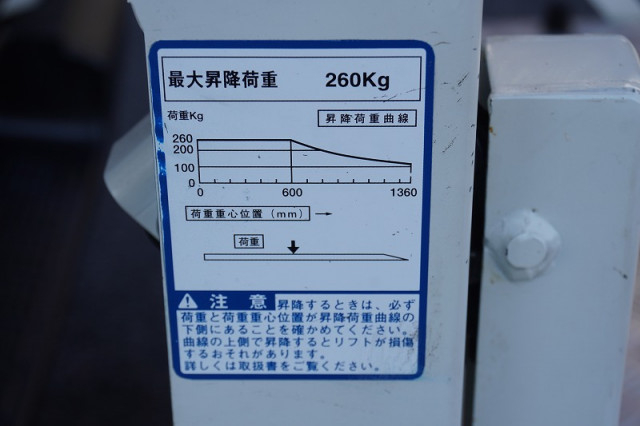 最大昇降荷重 260Kg
荷重Kg
昇降荷重曲線
260
200
100
0
0 600 1360
荷重重心位置(mm) →
荷重
注意 昇降するときは、必ず
荷重と荷重重心位置が昇降荷重曲線の
下側にあることを確かめてください。
曲線の上側で昇降するとリフトが損傷
するおそれがあります。
詳しくは取扱書をご覧ください。